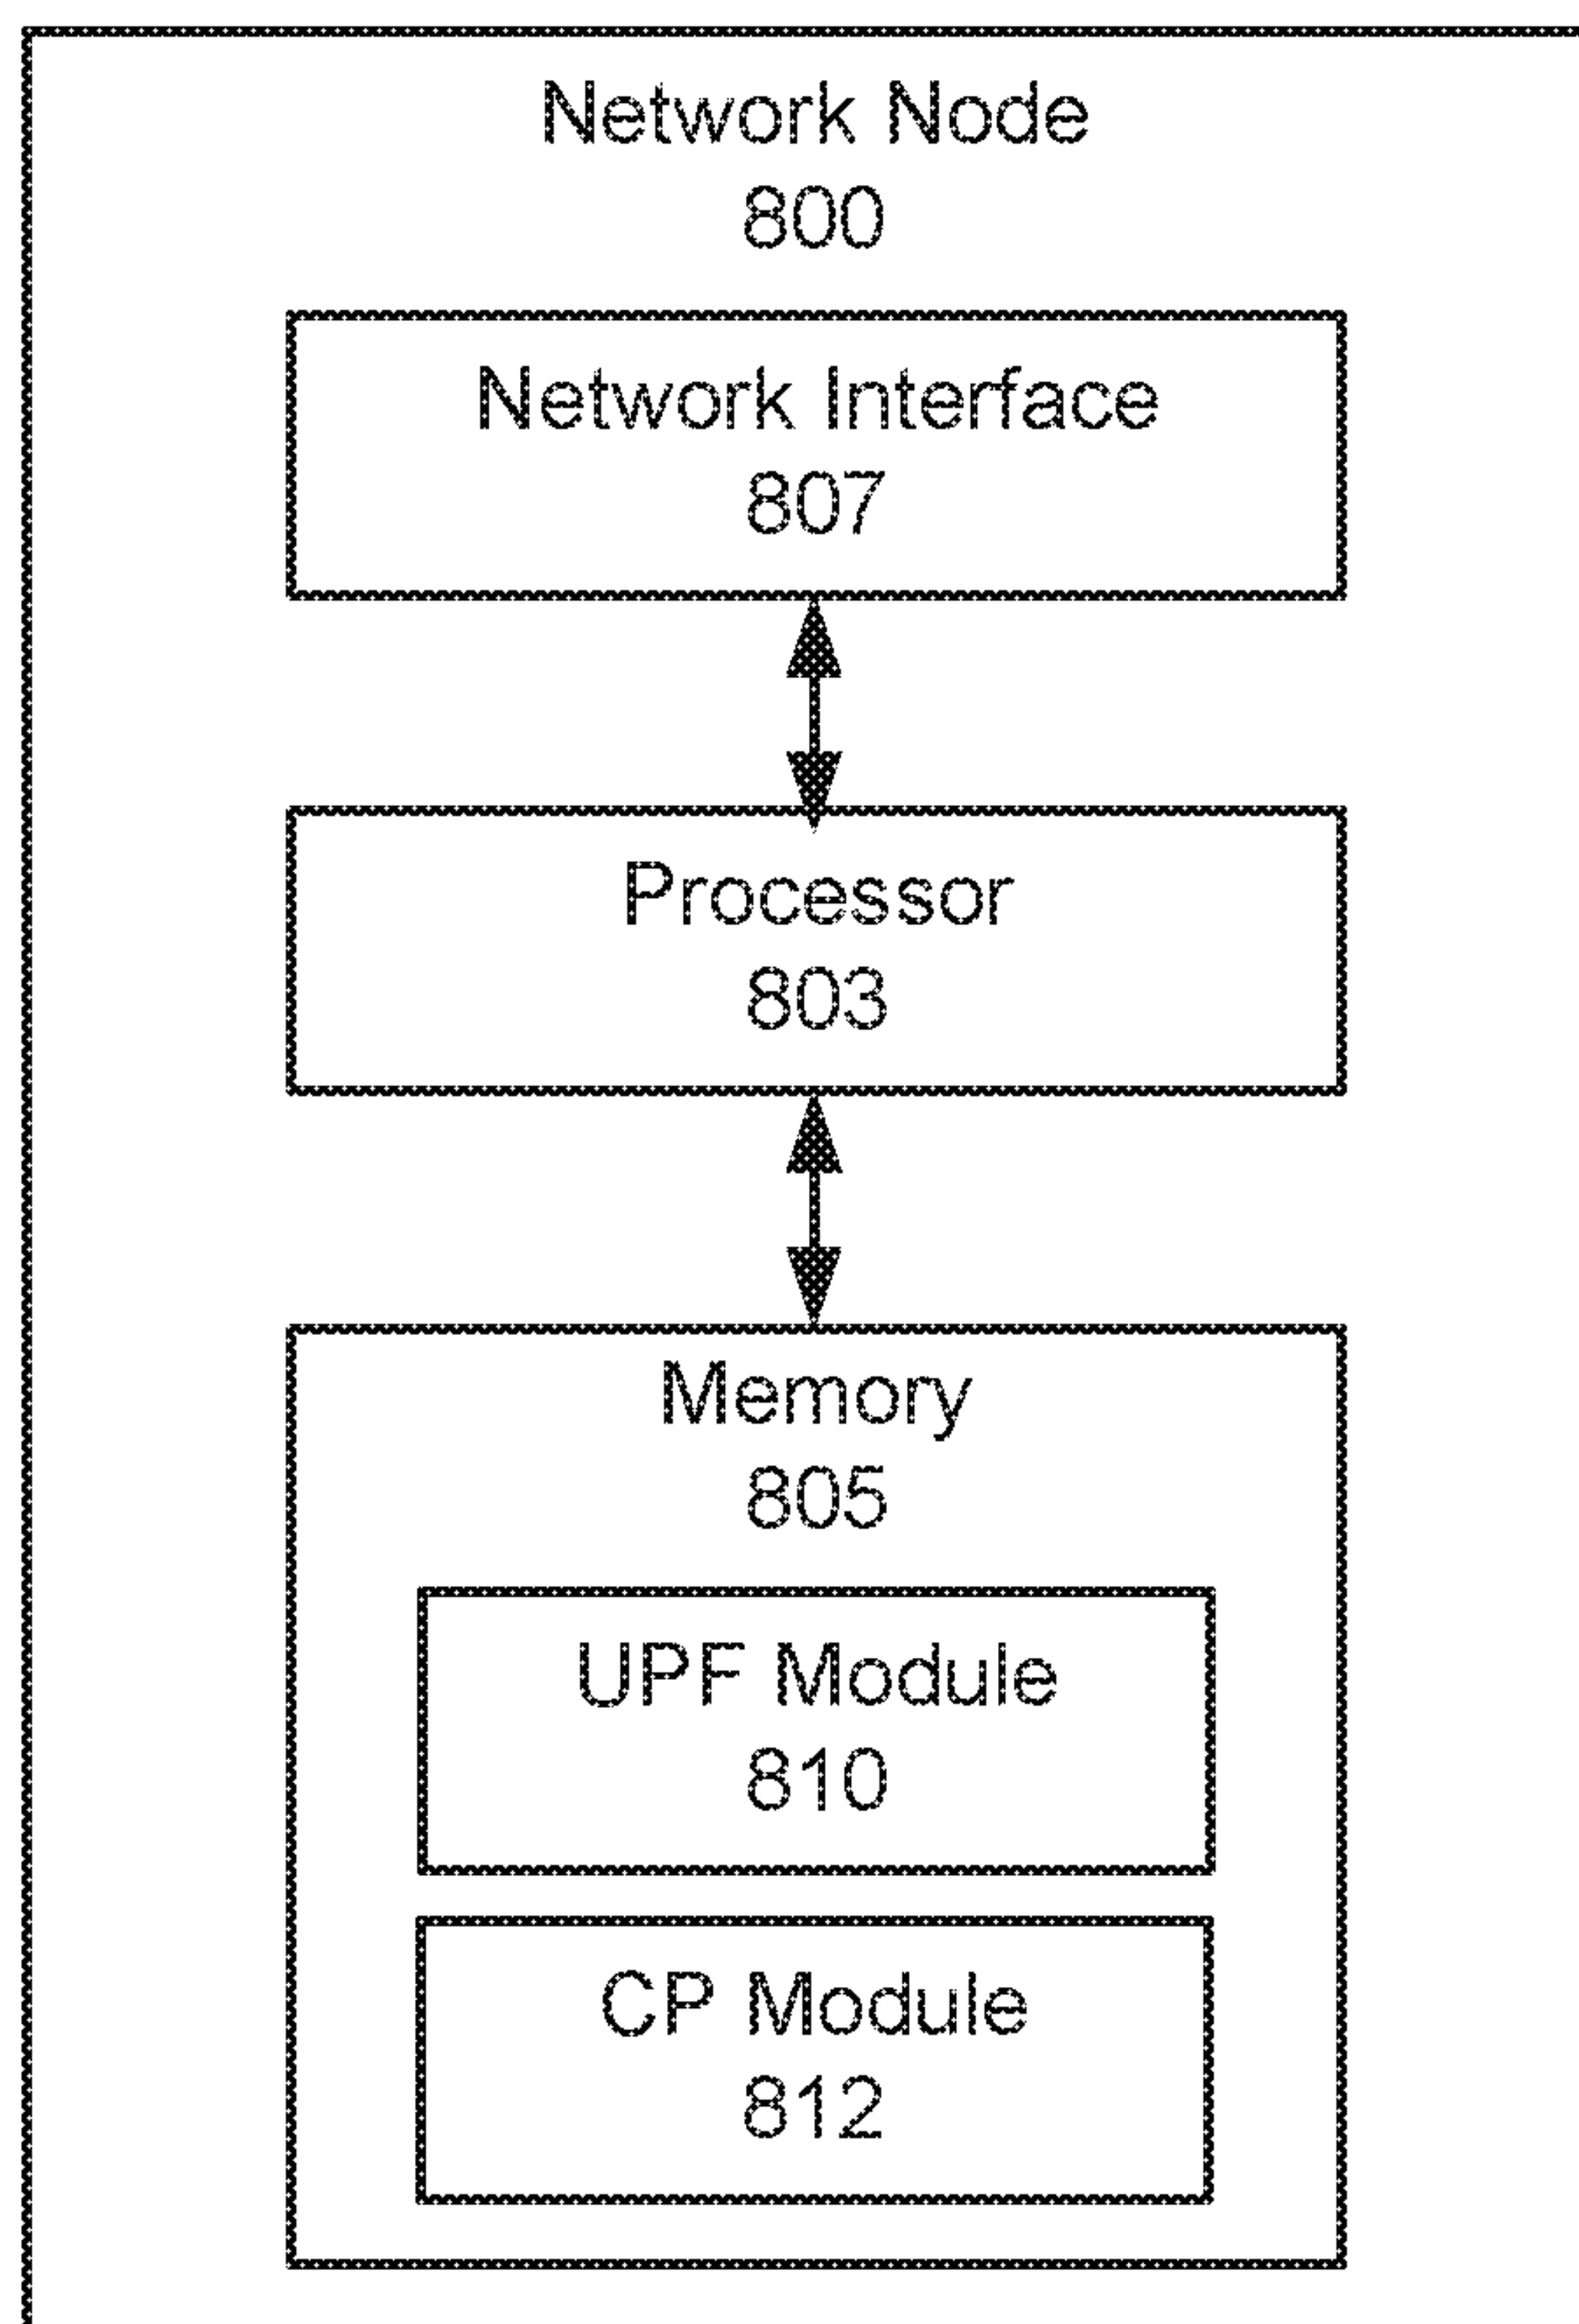 Network Node
800
Network Interface
807
Processor
803
Memory
805
UPF Module
810
CP Module
812